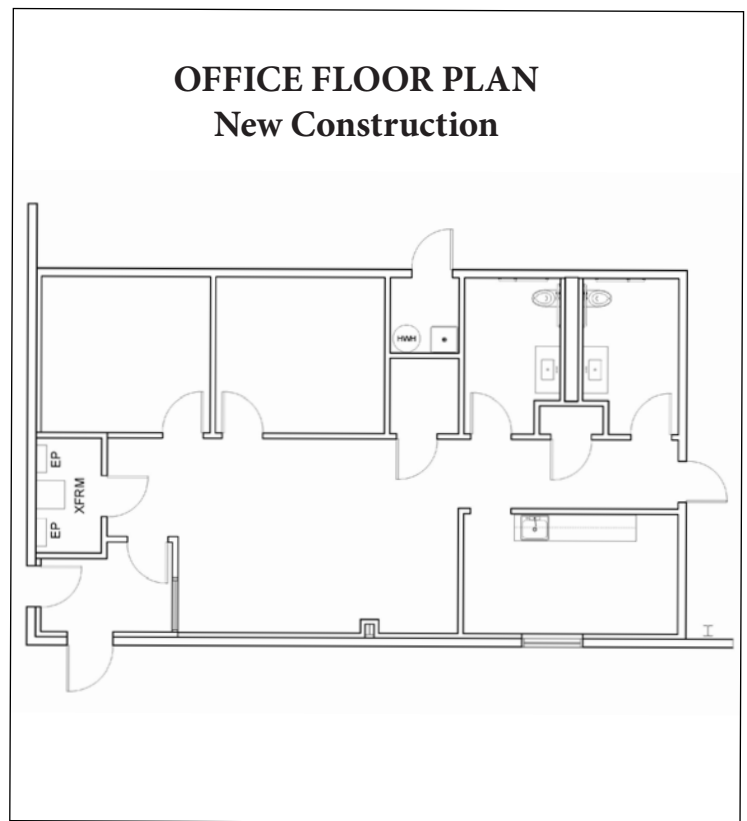 OFFICE FLOOR PLAN
New Construction
HWH
EP
XFRM
EP